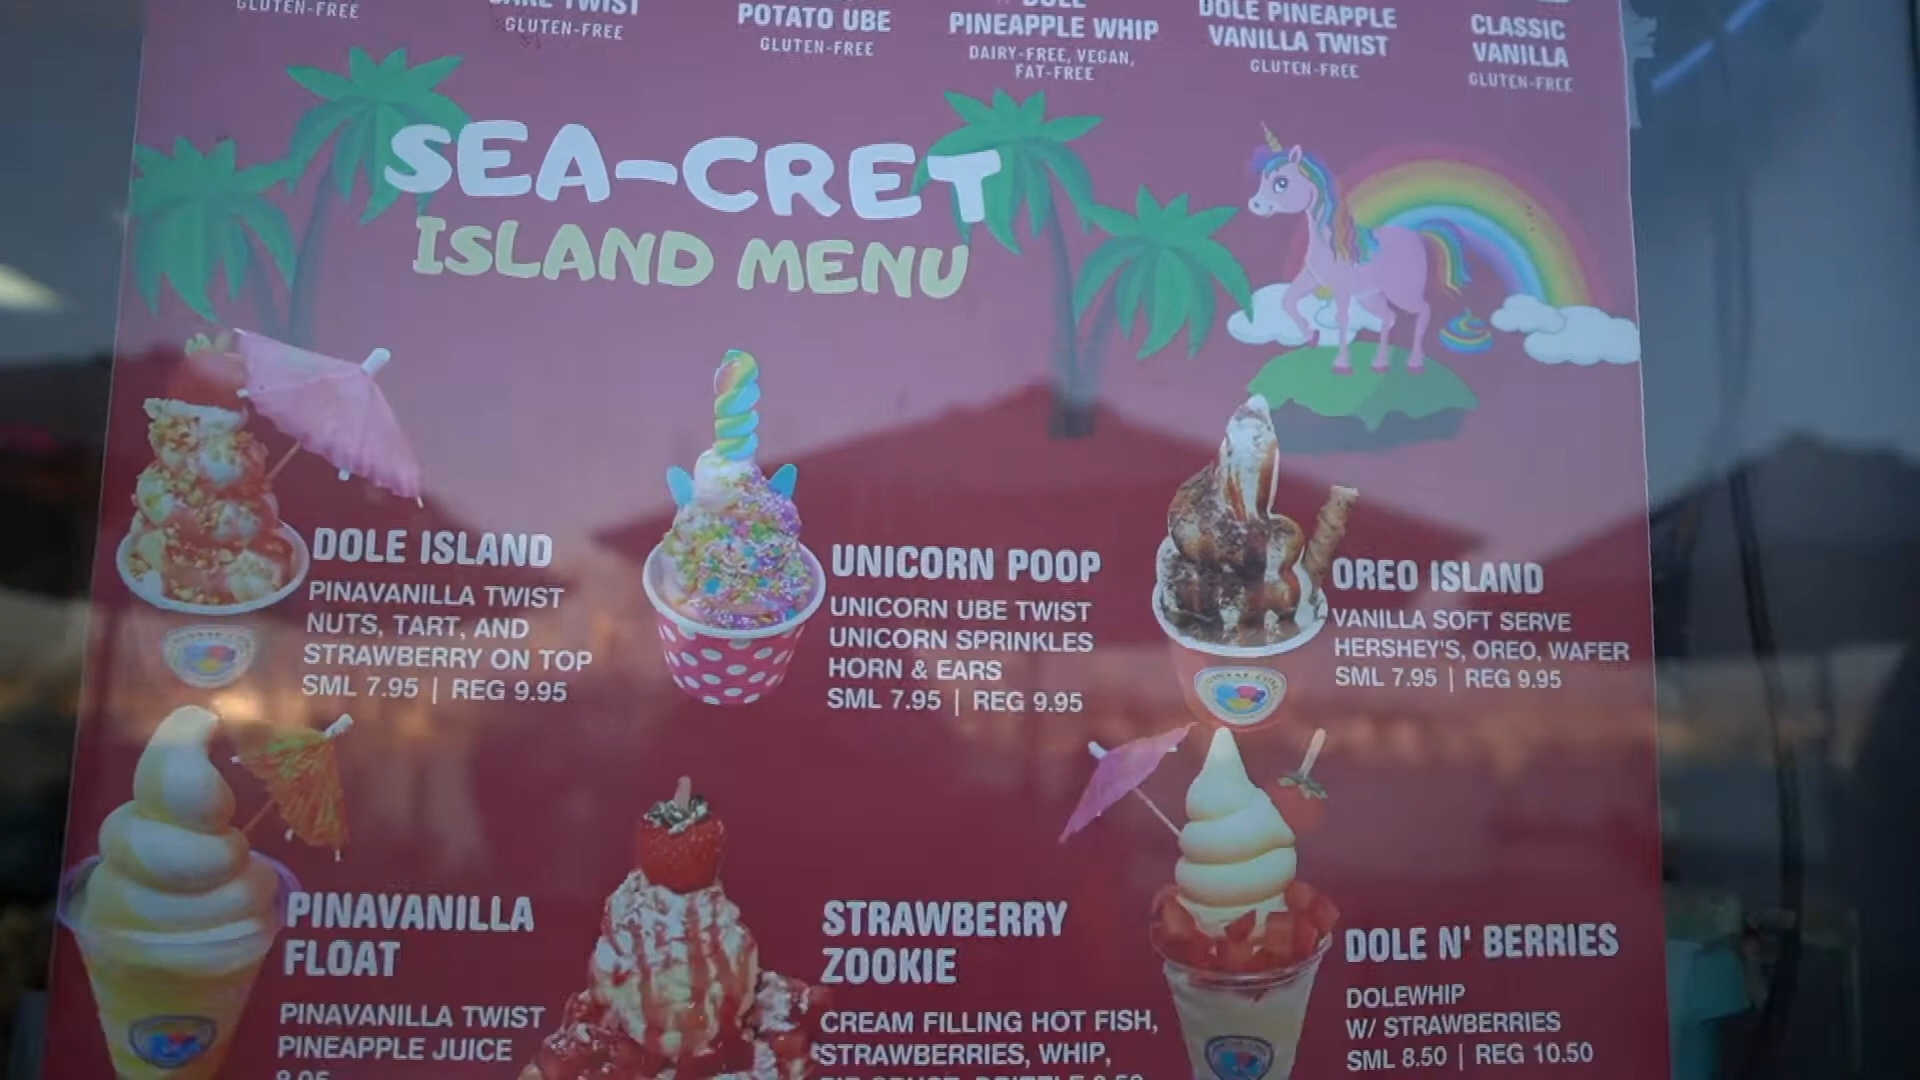 GLUTEN-FREE
TWIST
GLUTEN-FREE
POTATO UBE
GLUTEN-FREE
DOLE
PINEAPPLE WHIP
DAIRY-FREE, VEGAN,
FAT-FREE
DOLE PINEAPPLE
VANILLA TWIST
GLUTEN-FREE
CLASSIC
VANILLA
GLUTEN-FREE
SEA-CRET
ISLAND MENU
DOLE ISLAND
PINAVANILLA TWIST
NUTS, TART, AND
STRAWBERRY ON TOP
SML 7.95 | REG 9.95
UNICORN POOP
UNICORN UBE TWIST
UNICORN SPRINKLES
HORN & EARS
SML 7.95 | REG 9.95
OREO ISLAND
VANILLA SOFT SERVE
HERSHEY'S, OREO, WAFER
SML 7.95 | REG 9.95
PINAVANILLA
FLOAT
PINAVANILLA TWIST
PINEAPPLE JUICE
STRAWBERRY
ZOOKIE
CREAM FILLING HOT FISH,
STRAWBERRIES, WHIP,
DOLE N' BERRIES
DOLEWHIP
W/ STRAWBERRIES
SML 8.50 | REG 10.50